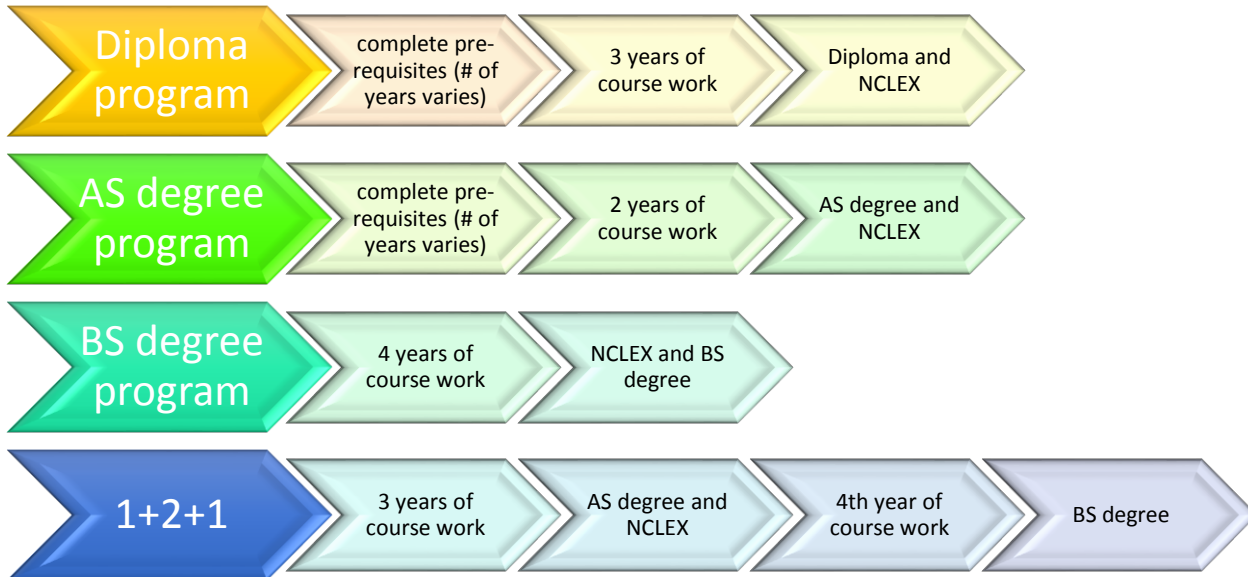 Diploma
program
complete pre-
requisites (# of
years varies)
3 years of
course work
Diploma and
NCLEX
AS degree
program
complete pre-
requisites (# of
years varies)
2 years of
course work
AS degree and
NCLEX
BS degree
program
4 years of
course work
NCLEX and BS
degree
1+2+1
3 years of
course work
AS degree and
NCLEX
4th year of
course work
BS degree